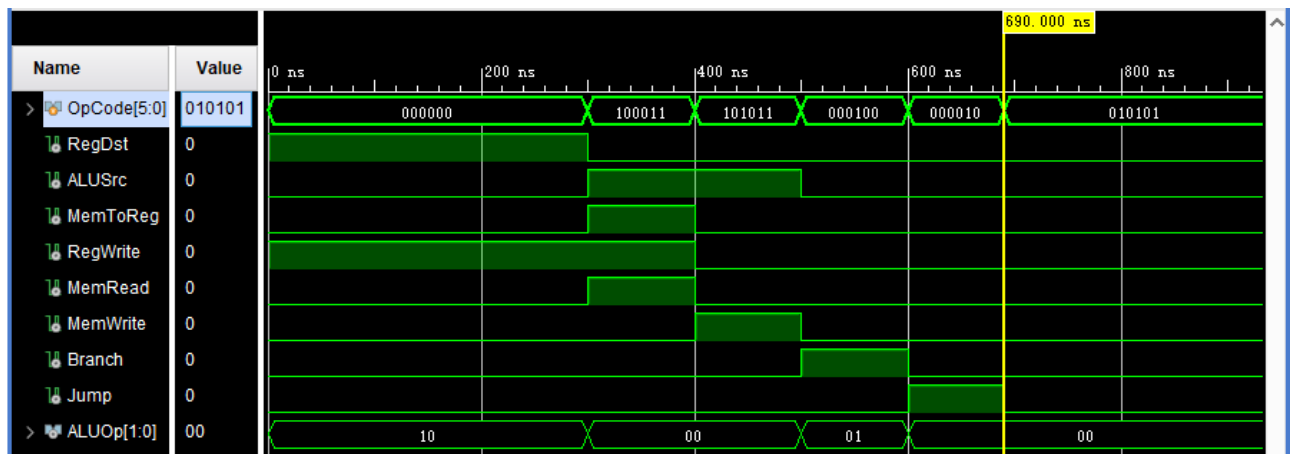 690.000 ns
Name Value 0 ns 200 ns 400 ns 600 ns 800 ns
OpCode[5:0] 010101 000000 100011 101011 000100 000010 010101
RegDst 0
ALUSrc 0
MemToReg 0
RegWrite 0
MemRead 0
MemWrite 0
Branch 0
Jump 0
ALUOp[1:0] 00 10 00 01 00